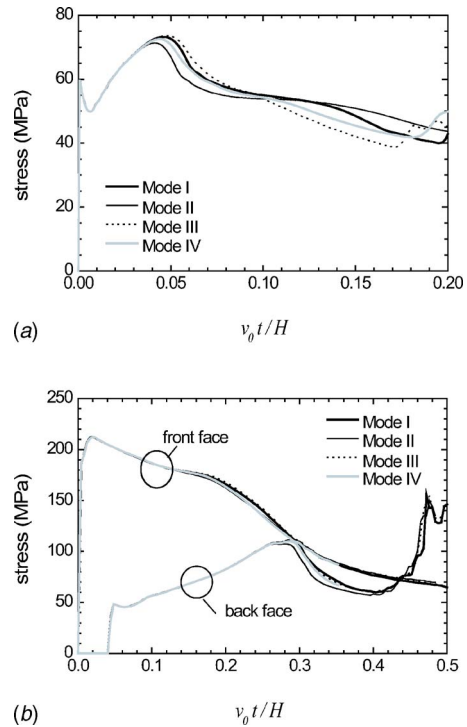 80
60
40
20
0
stress (MPa)
Mode I
Mode II
Mode III
Mode IV
0.00 0.05 0.10 0.15 0.20
v0 t/H
(a)
250
200
150
100
50
0
stress (MPa)
front face
back face
Mode I
Mode II
Mode III
Mode IV
0.0 0.1 0.2 0.3 0.4 0.5
v0 t/H
(b)